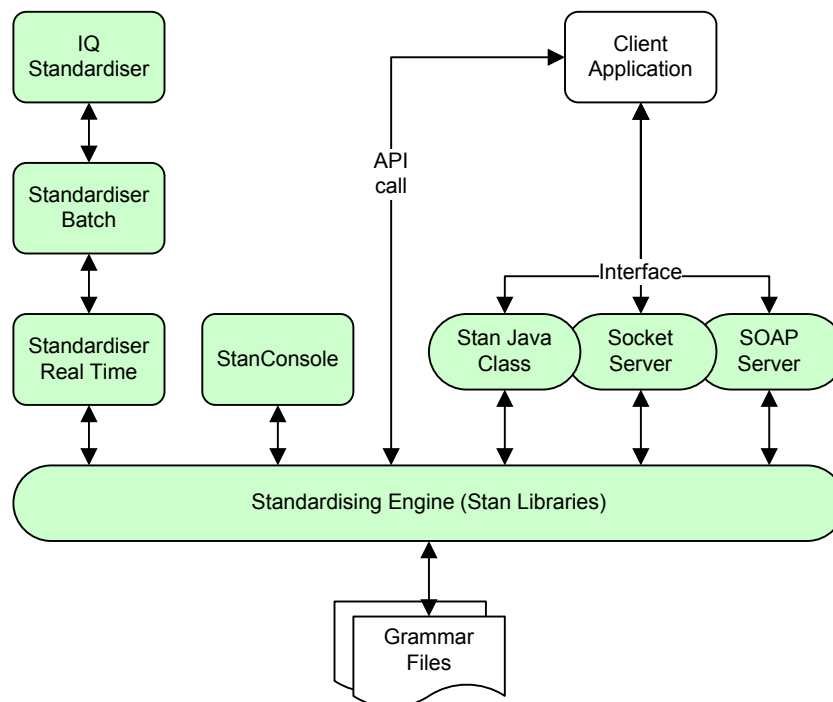 IQ
Standardiser
Client
Application
API
call
Standardiser
Batch
Interface
Standardiser
Real Time
StanConsole
Stan Java
Class
Socket
Server
SOAP
Server
Standardising Engine (Stan Libraries)
Grammar
Files